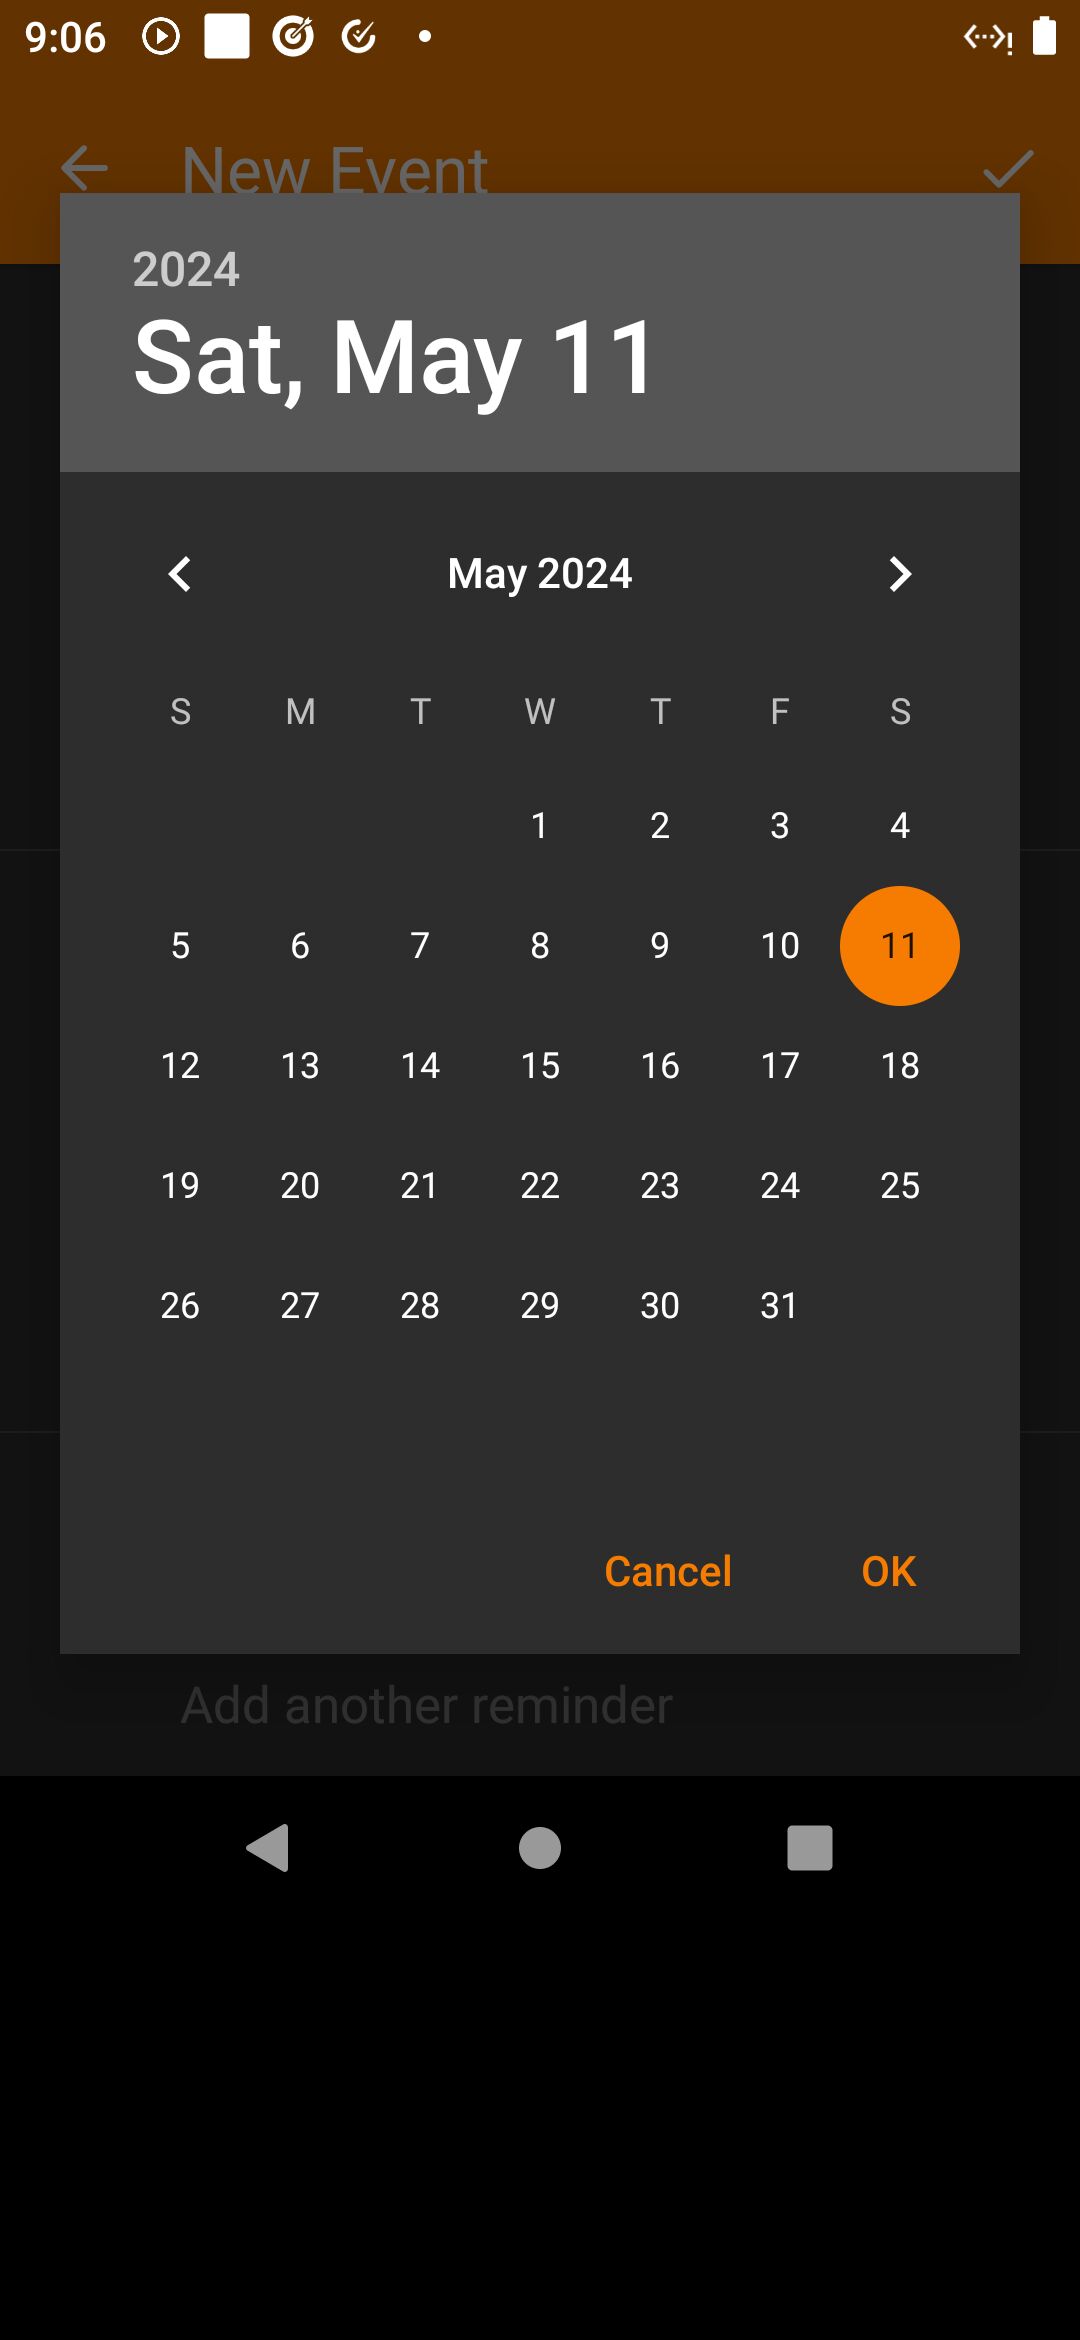 9:06
New Event
2024
Sat, May 11
May 2024
S M T W T F S
1 2 3 4
5 6 7 8 9 10 11
12 13 14 15 16 17 18
19 20 21 22 23 24 25
26 27 28 29 30 31
Cancel OK
Add another reminder